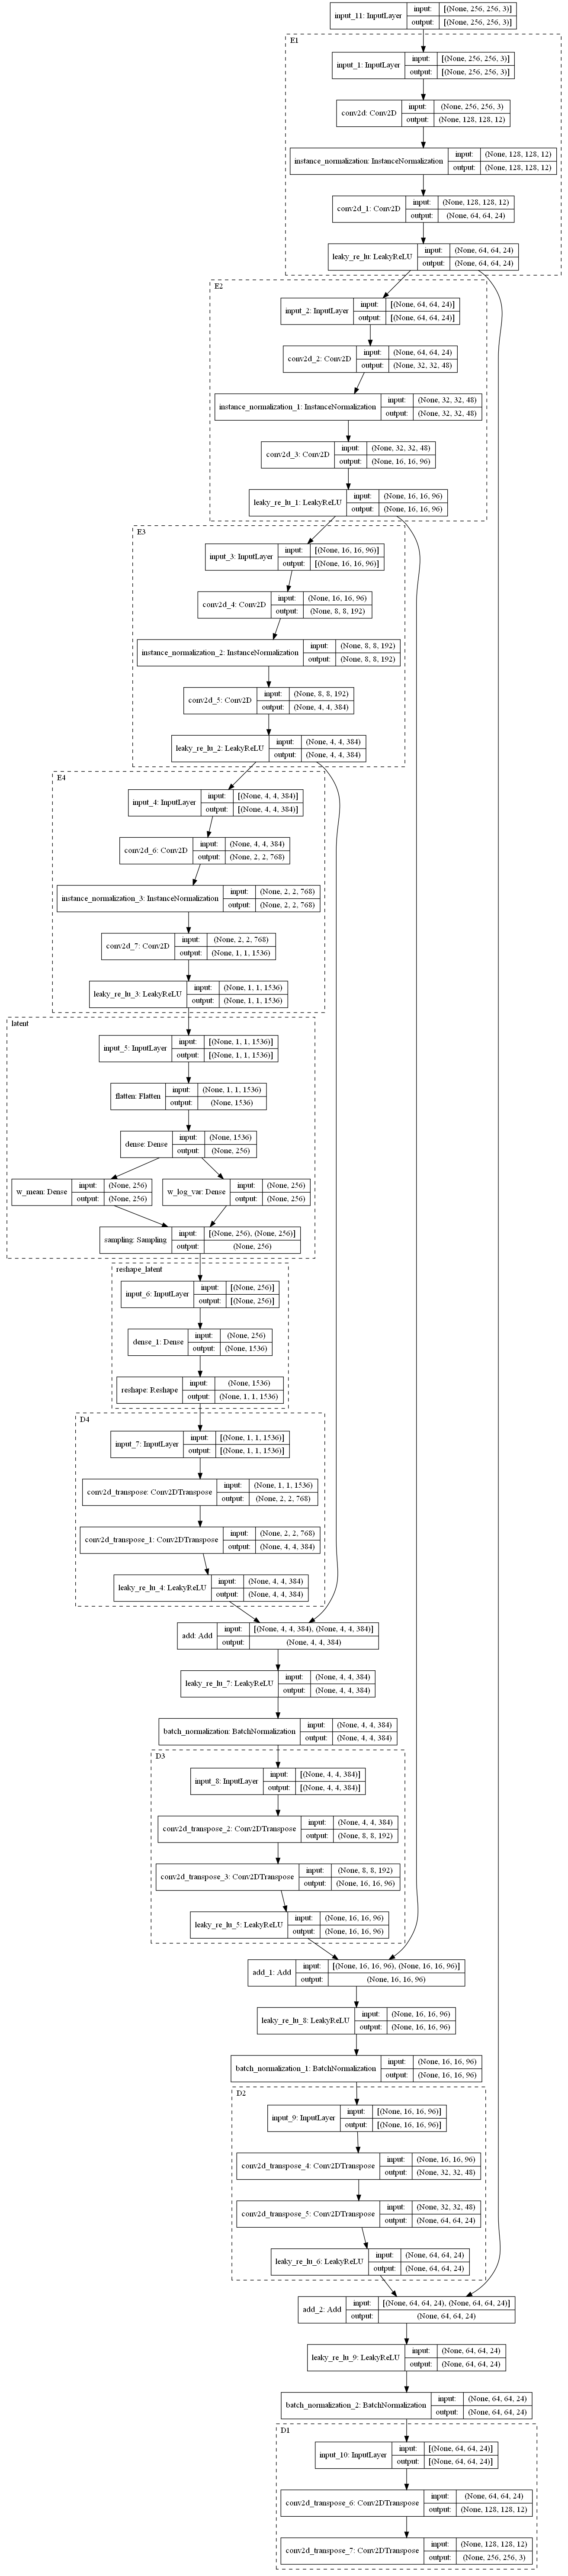 input_11: InputLayer
input: [(None, 256, 256, 3)]
output: [(None, 256, 256, 3)]
E1
input_1: InputLayer
input: [(None, 256, 256, 3)]
output: [(None, 256, 256, 3)]
conv2d: Conv2D
input: (None, 256, 256, 3)
output: (None, 128, 128, 12)
instance_normalization: InstanceNormalization
input: (None, 128, 128, 12)
output: (None, 128, 128, 12)
conv2d_1: Conv2D
input: (None, 128, 128, 12)
output: (None, 64, 64, 24)
leaky_re_lu: LeakyReLU
input: (None, 64, 64, 24)
output: (None, 64, 64, 24)
E2
input_2: InputLayer
input: [(None, 64, 64, 24)]
output: [(None, 64, 64, 24)]
conv2d_2: Conv2D
input: (None, 64, 64, 24)
output: (None, 32, 32, 48)
instance_normalization_1: InstanceNormalization
input: (None, 32, 32, 48)
output: (None, 32, 32, 48)
conv2d_3: Conv2D
input: (None, 32, 32, 48)
output: (None, 16, 16, 96)
leaky_re_lu_1: LeakyReLU
input: (None, 16, 16, 96)
output: (None, 16, 16, 96)
E3
input_3: InputLayer
input: [(None, 16, 16, 96)]
output: [(None, 16, 16, 96)]
conv2d_4: Conv2D
input: (None, 16, 16, 96)
output: (None, 8, 8, 192)
instance_normalization_2: InstanceNormalization
input: (None, 8, 8, 192)
output: (None, 8, 8, 192)
conv2d_5: Conv2D
input: (None, 8, 8, 192)
output: (None, 4, 4, 384)
leaky_re_lu_2: LeakyReLU
input: (None, 4, 4, 384)
output: (None, 4, 4, 384)
E4
input_4: InputLayer
input: [(None, 4, 4, 384)]
output: [(None, 4, 4, 384)]
conv2d_6: Conv2D
input: (None, 4, 4, 384)
output: (None, 2, 2, 768)
instance_normalization_3: InstanceNormalization
input: (None, 2, 2, 768)
output: (None, 2, 2, 768)
conv2d_7: Conv2D
input: (None, 2, 2, 768)
output: (None, 1, 1, 1536)
leaky_re_lu_3: LeakyReLU
input: (None, 1, 1, 1536)
output: (None, 1, 1, 1536)
latent
input_5: InputLayer
input: [(None, 1, 1, 1536)]
output: [(None, 1, 1, 1536)]
flatten: Flatten
input: (None, 1, 1, 1536)
output: (None, 1536)
dense: Dense
input: (None, 1536)
output: (None, 256)
w_mean: Dense
input: (None, 256)
output: (None, 256)
w_log_var: Dense
input: (None, 256)
output: (None, 256)
sampling: Sampling
input: [(None, 256), (None, 256)]
output: (None, 256)
reshape_latent
input_6: InputLayer
input: [(None, 256)]
output: [(None, 256)]
dense_1: Dense
input: (None, 256)
output: (None, 1536)
reshape: Reshape
input: (None, 1536)
output: (None, 1, 1, 1536)
D4
input_7: InputLayer
input: [(None, 1, 1, 1536)]
output: [(None, 1, 1, 1536)]
conv2d_transpose: Conv2DTranspose
input: (None, 1, 1, 1536)
output: (None, 2, 2, 768)
conv2d_transpose_1: Conv2DTranspose
input: (None, 2, 2, 768)
output: (None, 4, 4, 384)
leaky_re_lu_4: LeakyReLU
input: (None, 4, 4, 384)
output: (None, 4, 4, 384)
add: Add
input: [(None, 4, 4, 384), (None, 4, 4, 384)]
output: (None, 4, 4, 384)
leaky_re_lu_7: LeakyReLU
input: (None, 4, 4, 384)
output: (None, 4, 4, 384)
batch_normalization: BatchNormalization
input: (None, 4, 4, 384)
output: (None, 4, 4, 384)
D3
input_8: InputLayer
input: [(None, 4, 4, 384)]
output: [(None, 4, 4, 384)]
conv2d_transpose_2: Conv2DTranspose
input: (None, 4, 4, 384)
output: (None, 8, 8, 192)
conv2d_transpose_3: Conv2DTranspose
input: (None, 8, 8, 192)
output: (None, 16, 16, 96)
leaky_re_lu_5: LeakyReLU
input: (None, 16, 16, 96)
output: (None, 16, 16, 96)
add_1: Add
input: [(None, 16, 16, 96), (None, 16, 16, 96)]
output: (None, 16, 16, 96)
leaky_re_lu_8: LeakyReLU
input: (None, 16, 16, 96)
output: (None, 16, 16, 96)
batch_normalization_1: BatchNormalization
input: (None, 16, 16, 96)
output: (None, 16, 16, 96)
D2
input_9: InputLayer
input: [(None, 16, 16, 96)]
output: [(None, 16, 16, 96)]
conv2d_transpose_4: Conv2DTranspose
input: (None, 16, 16, 96)
output: (None, 32, 32, 48)
conv2d_transpose_5: Conv2DTranspose
input: (None, 32, 32, 48)
output: (None, 64, 64, 24)
leaky_re_lu_6: LeakyReLU
input: (None, 64, 64, 24)
output: (None, 64, 64, 24)
add_2: Add
input: [(None, 64, 64, 24), (None, 64, 64, 24)]
output: (None, 64, 64, 24)
leaky_re_lu_9: LeakyReLU
input: (None, 64, 64, 24)
output: (None, 64, 64, 24)
batch_normalization_2: BatchNormalization
input: (None, 64, 64, 24)
output: (None, 64, 64, 24)
D1
input_10: InputLayer
input: [(None, 64, 64, 24)]
output: [(None, 64, 64, 24)]
conv2d_transpose_6: Conv2DTranspose
input: (None, 64, 64, 24)
output: (None, 128, 128, 12)
conv2d_transpose_7: Conv2DTranspose
input: (None, 128, 128, 12)
output: (None, 256, 256, 3)